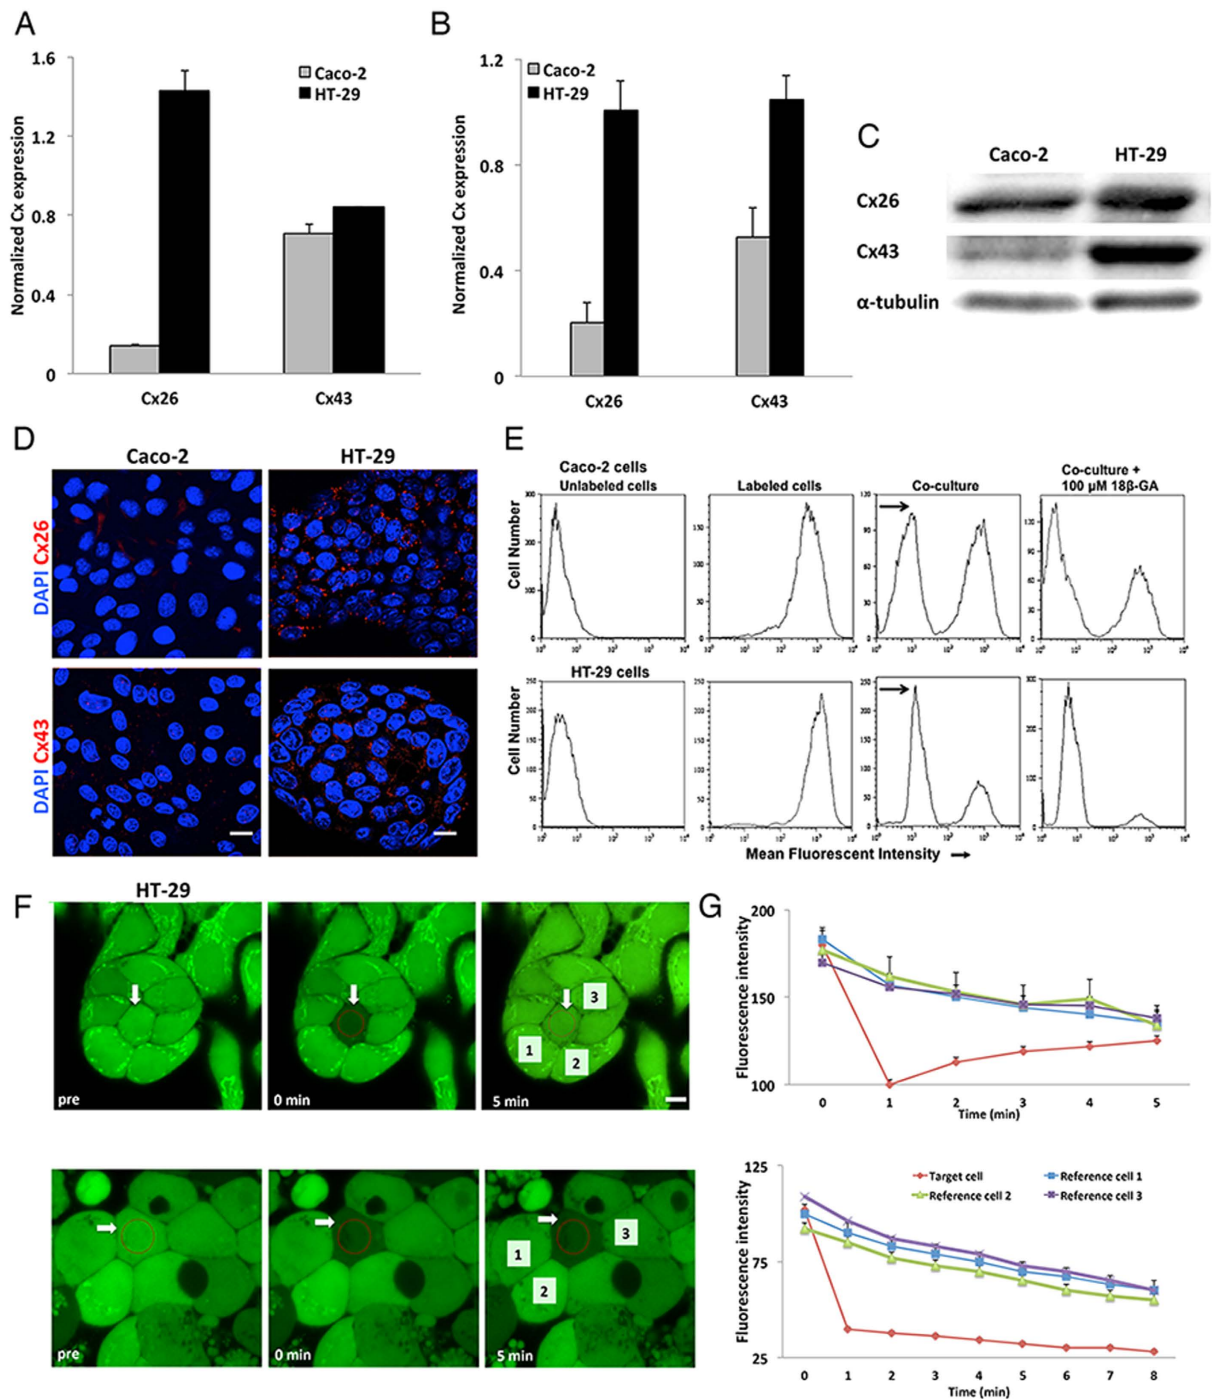 A
1.6
1.2
0.8
0.4
0
Normalized Cx expression
Caco-2
HT-29
Cx26
Cx43
B
1.2
0.8
0.4
0
Normalized Cx expression
Caco-2
HT-29
Cx26
Cx43
C
Caco-2
HT-29
Cx26
Cx43
α-tubulin
D
Caco-2
HT-29
DAPI Cx26
DAPI Cx43
E
Caco-2 cells
Unlabeled cells
Labeled cells
Co-culture
Co-culture +
100 µM 18β-GA
Cell Number
HT-29 cells
Cell Number
Mean Fluorescent Intensity
F
HT-29
pre
0 min
5 min
1
2
3
pre
0 min
5 min
1
2
3
G
200
150
100
Fluorescence intensity
0 1 2 3 4 5
Time (min)
125
75
25
Fluorescence intensity
Target cell
Reference cell 1
Reference cell 2
Reference cell 3
0 1 2 3 4 5 6 7 8
Time (min)